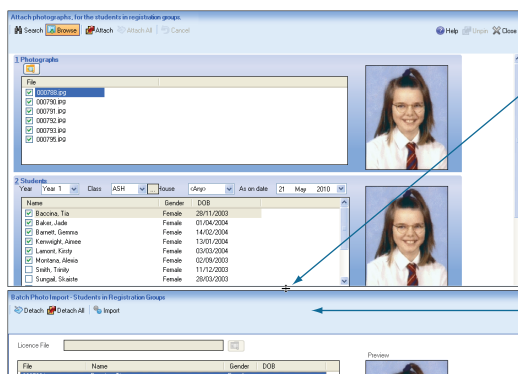 Attach photographs, for the students in registration groups.
Search Browse Attach Attach All Cancel Help Unpin Close
1 Photographs
File
000788.jpg
000790.jpg
000791.jpg
000792.jpg
000793.jpg
000795.jpg
2 Students
Year Year 1 Class ASH ... House <Any> As on date 21 May 2010
Name Gender DOB
Baccina, Tia Female 28/11/2003
Baker, Jade Female 01/04/2004
Barnett, Gemma Female 14/02/2004
Kenwright, Aimee Female 13/01/2004
Lamont, Kirsty Female 03/03/2004
Montana, Alexia Female 02/09/2003
Smith, Trinity Female 11/12/2003
Sungail, Skaiste Female 28/03/2003
Batch Photo Import - Students in Registration Groups
Detach Detach All Import
Licence File
Preview
File Name Gender DOB